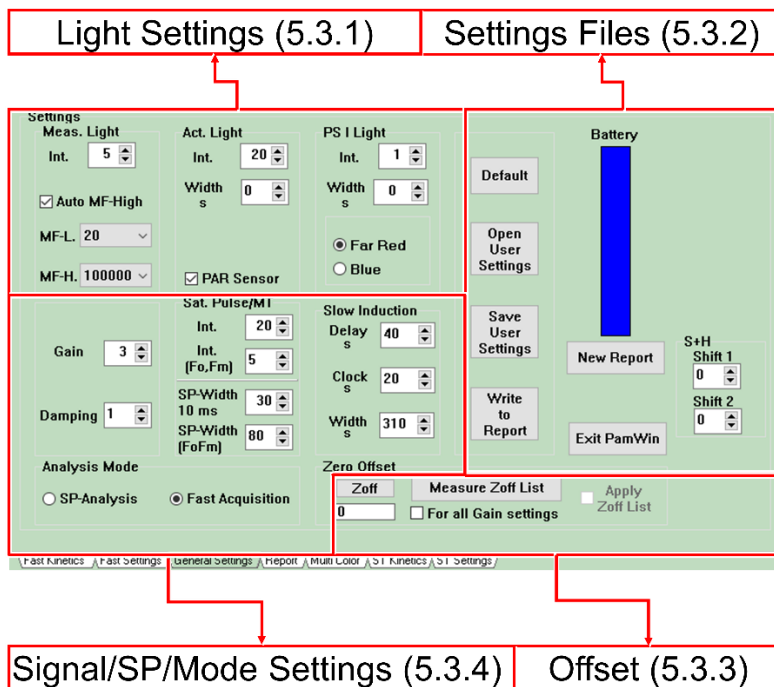 Light Settings (5.3.1)
Settings Files (5.3.2)
Settings
Meas. Light
Int. 5
Auto MF-High
MF-L. 20
MF-H. 100000
Act. Light
Int. 20
Width 0
s
PAR Sensor
PS I Light
Int. 1
Width 0
s
Far Red
Blue
Default
Open
User
Settings
Save
User
Settings
Write
to
Report
Battery
New Report
Exit PamWin
S+H
Shift 1
0
Shift 2
0
Gain 3
Damping 1
Sat. Pulse/MT
Int. 20
Int. 5
(Fo,Fm)
SP-Width 30
10 ms
SP-Width 80
(FoFm)
Slow Induction
Delay 40
s
Clock 20
s
Width 310
s
Analysis Mode
SP-Analysis
Fast Acquisition
Zero Offset
Zoff
0
Measure Zoff List
For all Gain settings
Apply
Zoff List
Fast Kinetics Fast Settings General Settings Report Multi Color ST Kinetics ST Settings
Signal/SP/Mode Settings (5.3.4)
Offset (5.3.3)